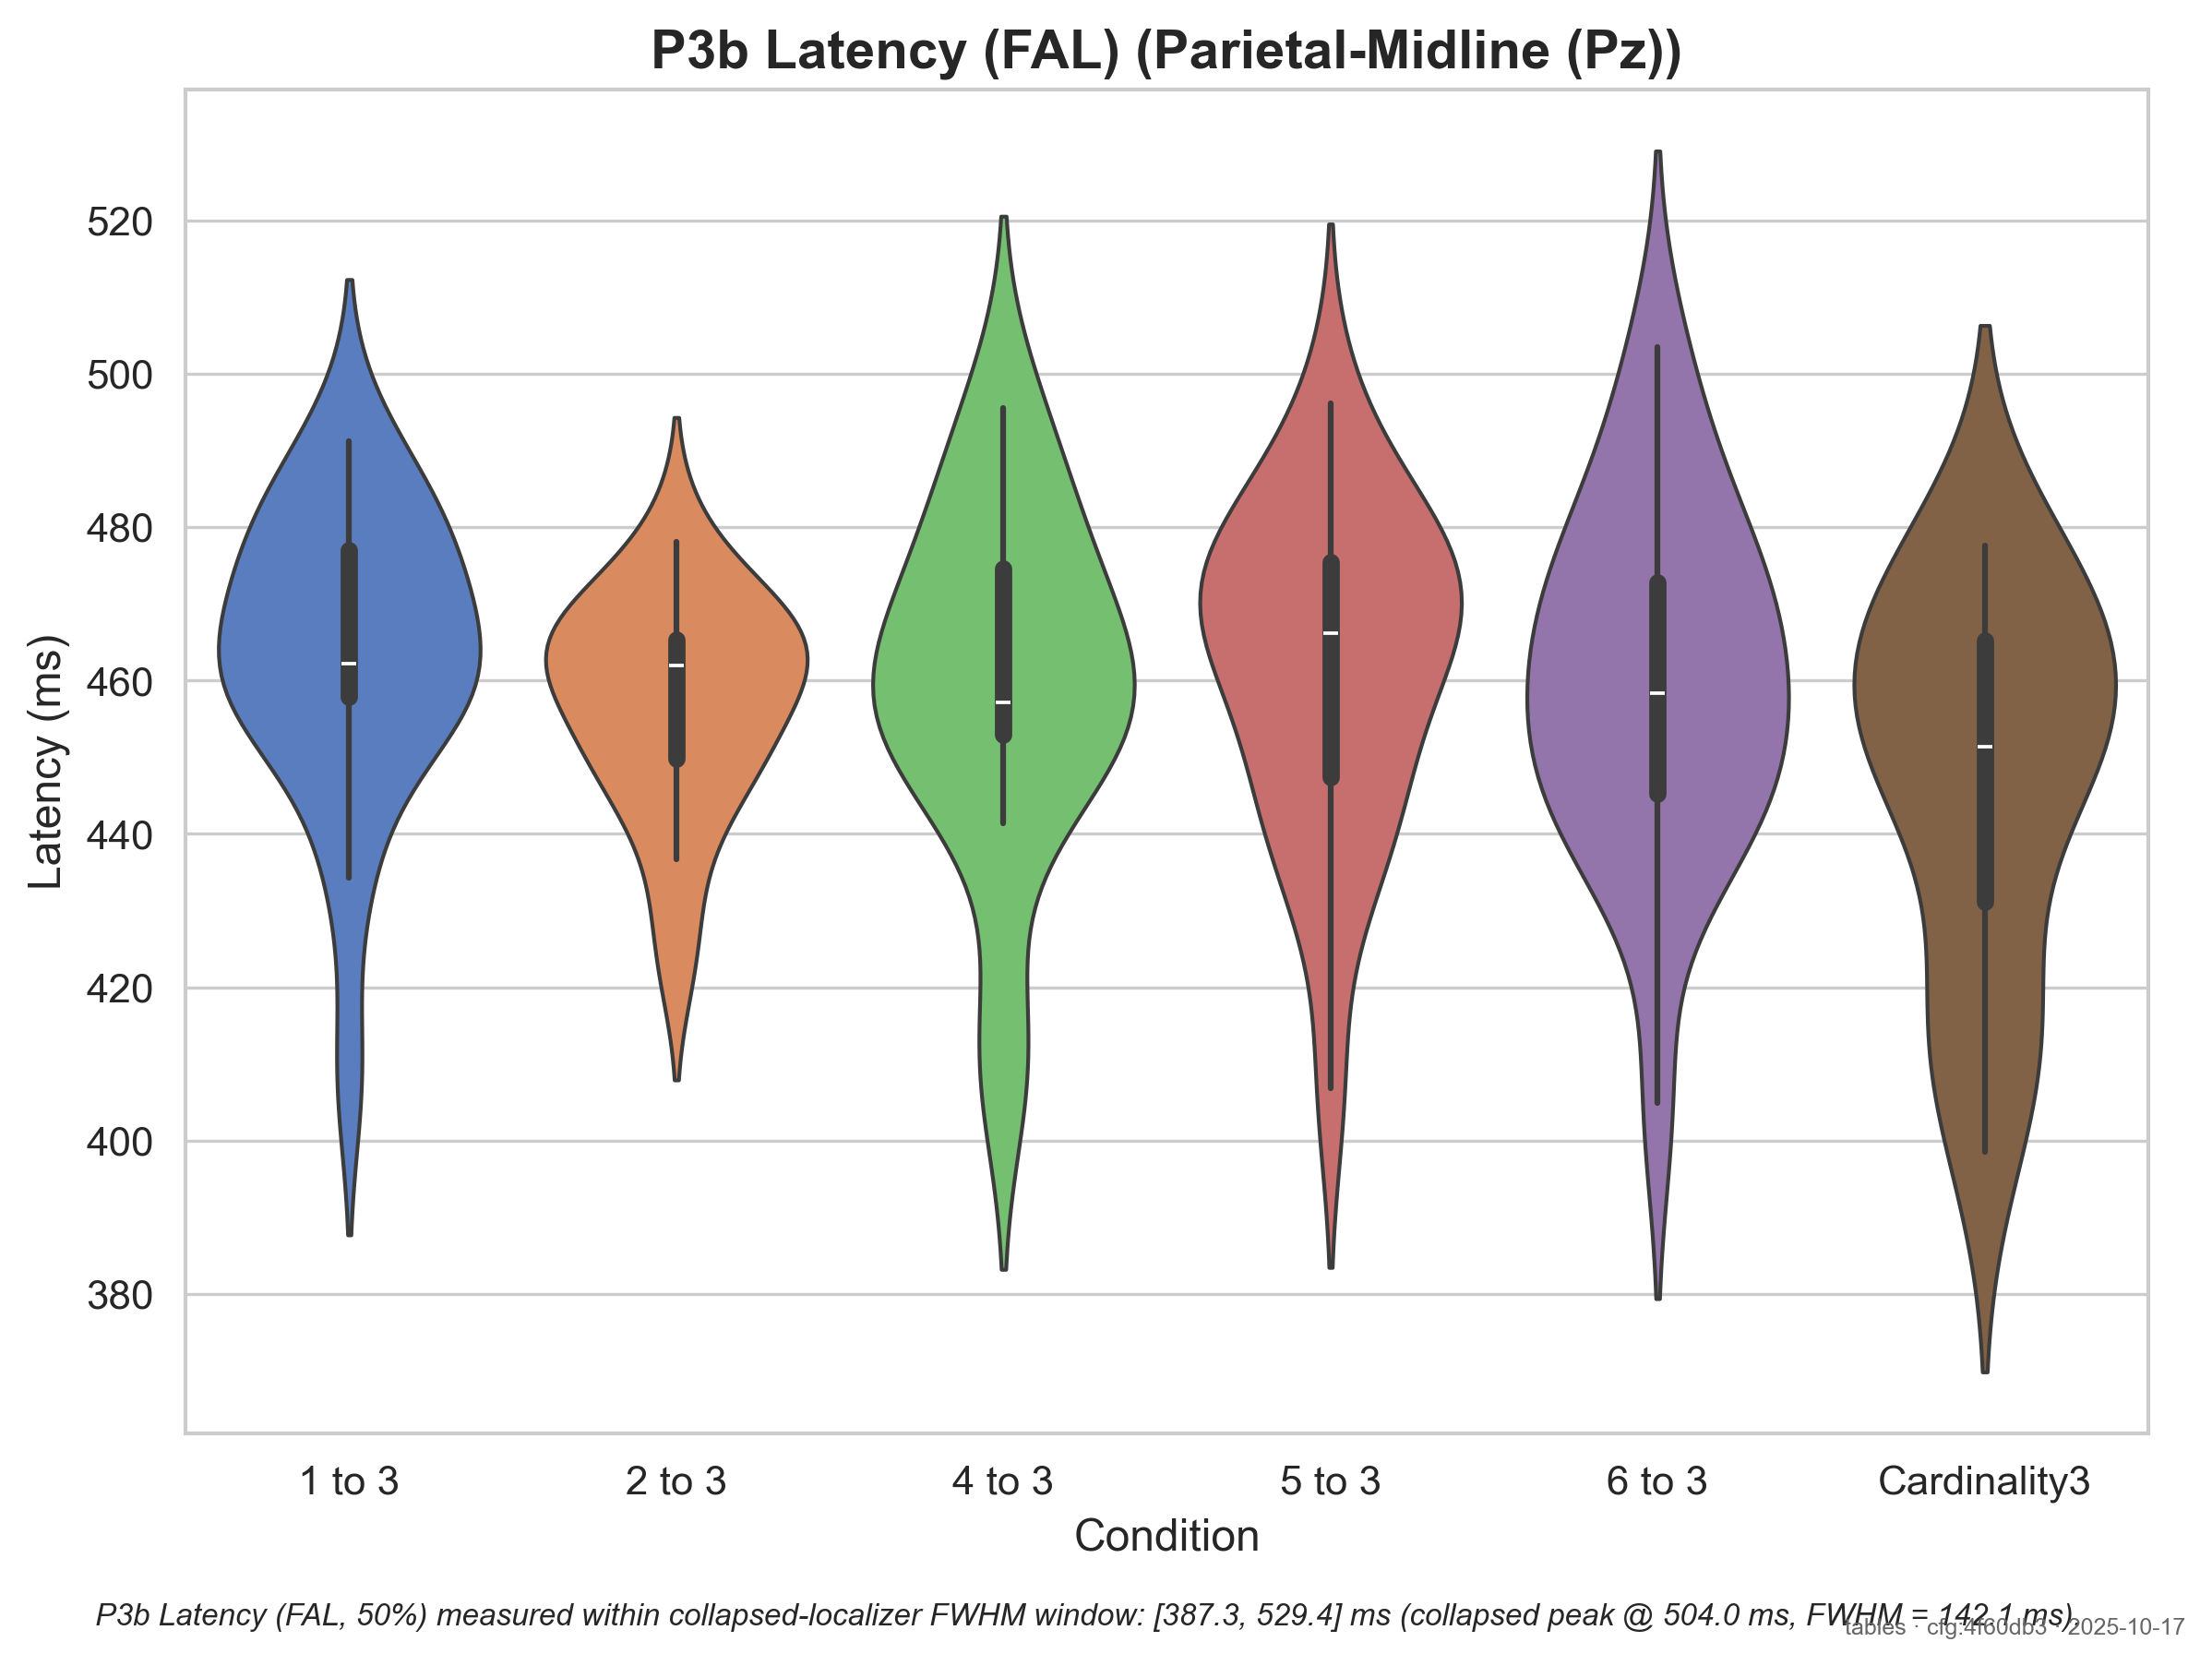 P3b Latency (FAL) (Parietal-Midline (Pz))
Latency (ms)
520
500
480
460
440
420
400
380
1 to 3 2 to 3 4 to 3 5 to 3 6 to 3 Cardinality3
Condition
P3b Latency (FAL, 50%) measured within collapsed-localizer FWHM window: [387.3, 529.4] ms (collapsed peak @ 504.0 ms, FWHM = 142.1 ms).
tables · cfg:4f60db3 · 2025-10-17